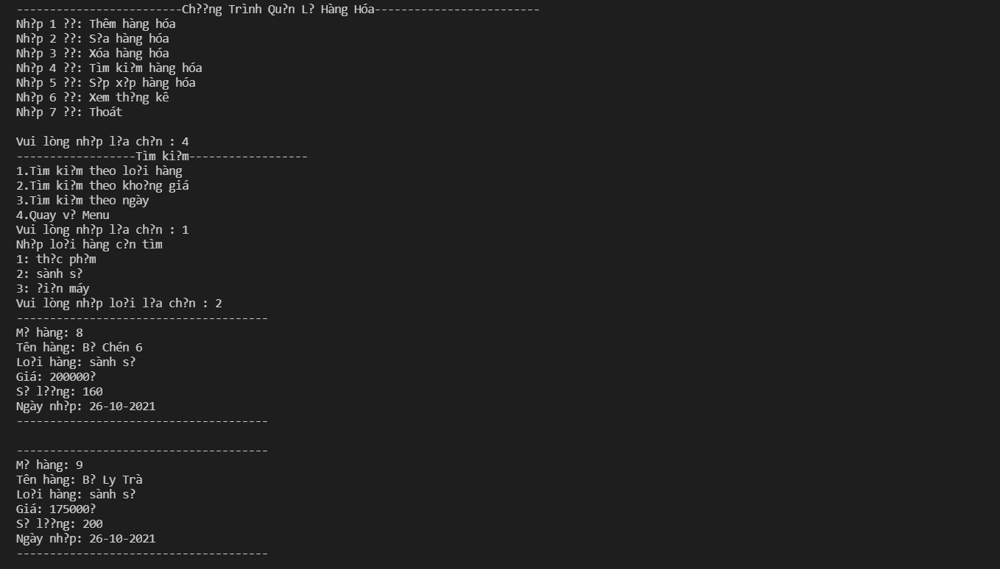 -------------------------Ch??ng Trình Qu?n L? Hàng Hóa-------------------------
Nh?p 1 ??: Thêm hàng hóa
Nh?p 2 ??: S?a hàng hóa
Nh?p 3 ??: Xóa hàng hóa
Nh?p 4 ??: Tìm ki?m hàng hóa
Nh?p 5 ??: S?p x?p hàng hóa
Nh?p 6 ??: Xem th?ng kê
Nh?p 7 ??: Thoát
Vui lòng nh?p l?a ch?n : 4
------------------Tìm ki?m------------------
1.Tìm ki?m theo lo?i hàng
2.Tìm ki?m theo kho?ng giá
3.Tìm ki?m theo ngày
4.Quay v? Menu
Vui lòng nh?p l?a ch?n : 1
Nh?p lo?i hàng c?n tìm
1: th?c ph?m
2: sành s?
3: ?i?n máy
Vui lòng nh?p lo?i l?a ch?n : 2
--------------------------------------
M? hàng: 8
Tên hàng: B? Chén 6
Lo?i hàng: sành s?
Giá: 200000?
S? l??ng: 160
Ngày nh?p: 26-10-2021
--------------------------------------
--------------------------------------
M? hàng: 9
Tên hàng: B? Ly Trà
Lo?i hàng: sành s?
Giá: 175000?
S? l??ng: 200
Ngày nh?p: 26-10-2021
--------------------------------------